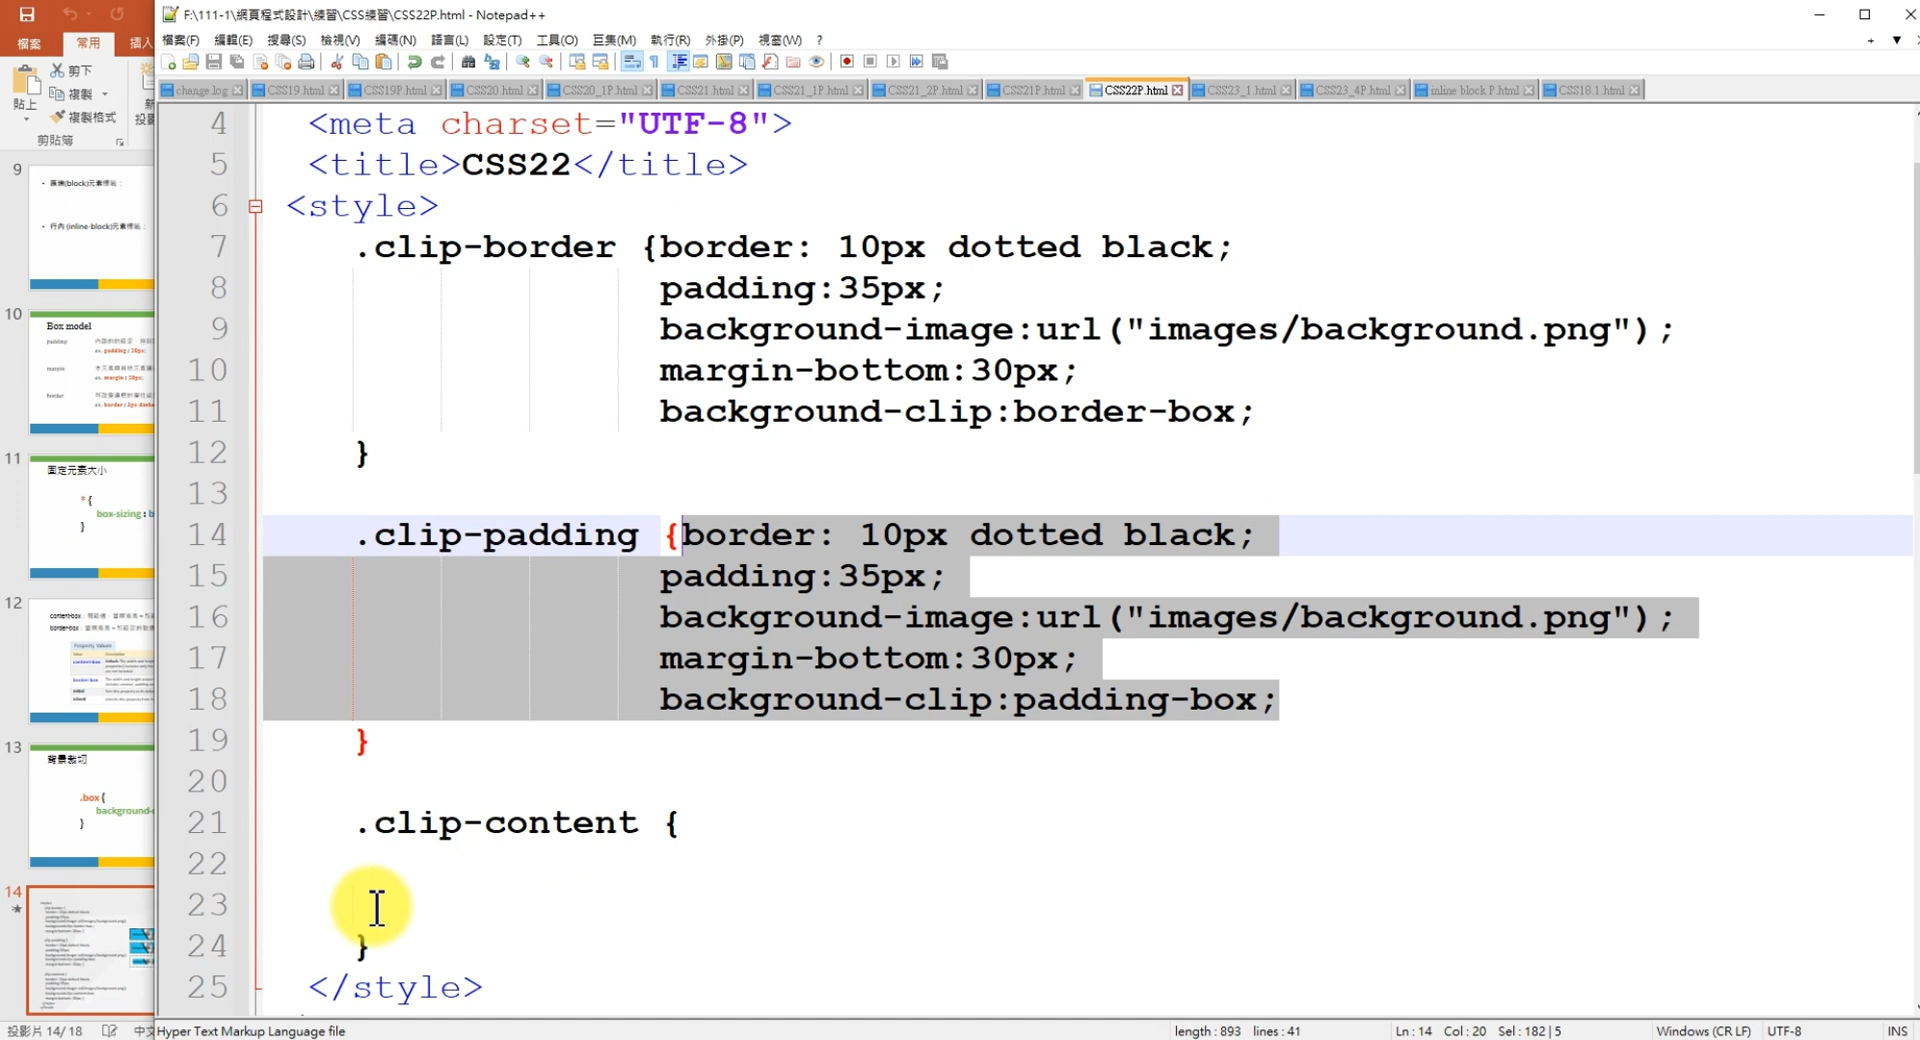 F:\111-1\網頁程式設計\練習\CSS練習\CSS22P.html - Notepad++
檔案(F) 編輯(E) 搜尋(S) 檢視(V) 編碼(N) 語言(L) 設定(T) 工具(O) 巨集(M) 執行(R) 外掛(P) 視窗(W) ?
檔案 常用 插入
剪下
複製
貼上
複製格式
剪貼簿
change.log CSS19.html CSS19P.html CSS20.html CSS20_1P.html CSS21.html CSS21_1P.html CSS21_2P.html CSS21P.html CSS22P.html CSS23_1.html CSS23_4P.html inline block P.html CSS18.1.html
4 <meta charset="UTF-8">
5 <title>CSS22</title>
6 <style>
7 .clip-border {border: 10px dotted black;
8 padding:35px;
9 background-image:url("images/background.png");
10 margin-bottom:30px;
11 background-clip:border-box;
12 }
13
14 .clip-padding {border: 10px dotted black;
15 padding:35px;
16 background-image:url("images/background.png");
17 margin-bottom:30px;
18 background-clip:padding-box;
19 }
20
21 .clip-content {
22
23
24 }
25 </style>
9
行內 (inline-block)元素標籤：
10
Box model
padding
margin
border
11
固定元素大小
* {
box-sizing : b
}
12
13
背景裁切
.box {
background-
}
14
投影片 14/18 中文
Hyper Text Markup Language file length : 893 lines : 41 Ln : 14 Col : 20 Sel : 182 | 5 Windows (CR LF) UTF-8 INS